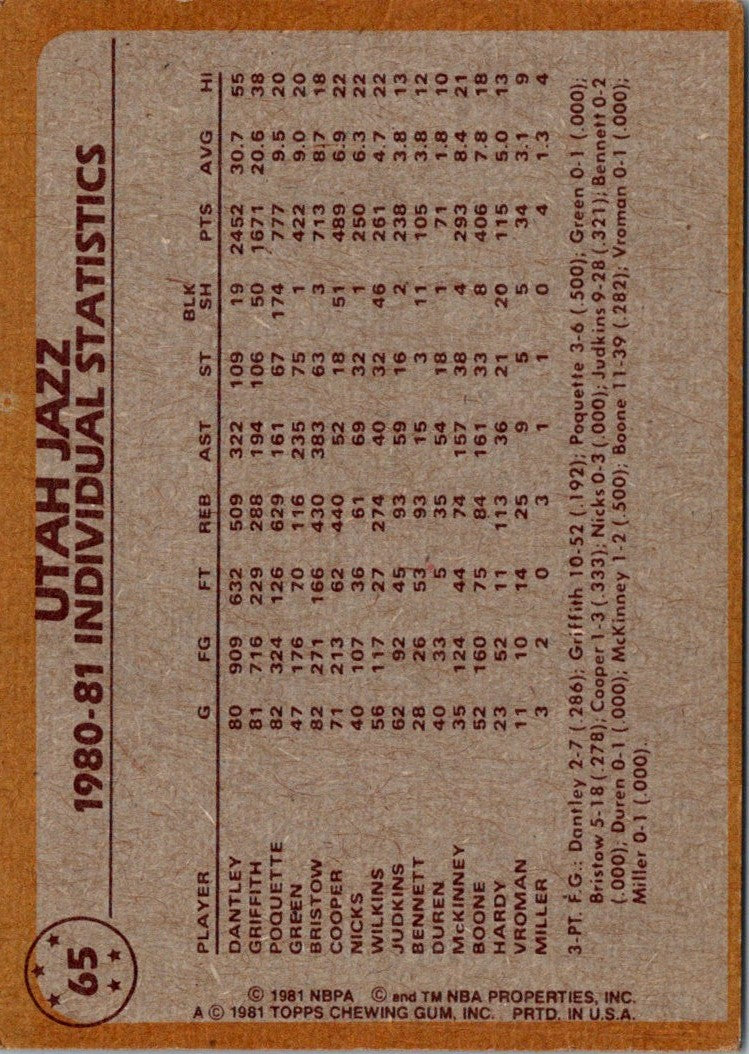 65
UTAH JAZZ
1980-81 INDIVIDUAL STATISTICS
PLAYER G FG FT REB AST ST BLK SH PTS AVG HI
DANTLEY 80 909 632 509 322 109 19 2452 30.7 55
GRIFFITH 81 716 229 288 194 106 50 1671 20.6 38
POQUETTE 82 324 126 629 161 67 174 777 9.5 20
GREEN 47 176 70 116 235 75 1 422 9.0 20
BRISTOW 82 271 166 430 383 63 3 713 8.7 18
COOPER 71 213 62 440 52 18 51 489 6.9 22
NICKS 40 107 36 61 69 32 1 250 6.3 22
WILKINS 56 117 27 274 40 32 46 261 4.7 22
JUDKINS 62 92 45 93 59 16 2 238 3.8 13
BENNETT 28 26 53 93 15 3 11 105 3.8 12
DUREN 40 33 5 35 54 18 1 71 1.8 10
McKINNEY 35 124 44 74 157 38 4 293 8.4 21
BOONE 52 160 75 84 161 33 8 406 7.8 18
HARDY 23 52 11 113 36 21 20 115 5.0 13
VROMAN 11 10 14 25 9 5 5 34 3.1 9
MILLER 3 2 0 3 1 1 0 4 1.3 4
3-PT. F.G.: Dantley 2-7 (.286); Griffith 10-52 (.192); Poquette 3-6 (.500); Green 0-1 (.000);
Bristow 5-18 (.278), Cooper 1-3 (.333); Nicks 0-3 (.000); Judkins 9-28 (.321); Bennett 0-2
(.000); Duren 0-1 (.000); McKinney 1-2 (.500); Boone 11-39 (.282); Vroman 0-1 (.000);
Miller 0-1 (.000).
© 1981 NBPA © and TM NBA PROPERTIES, INC.
A © 1981 TOPPS CHEWING GUM, INC. PRTD. IN U.S.A.